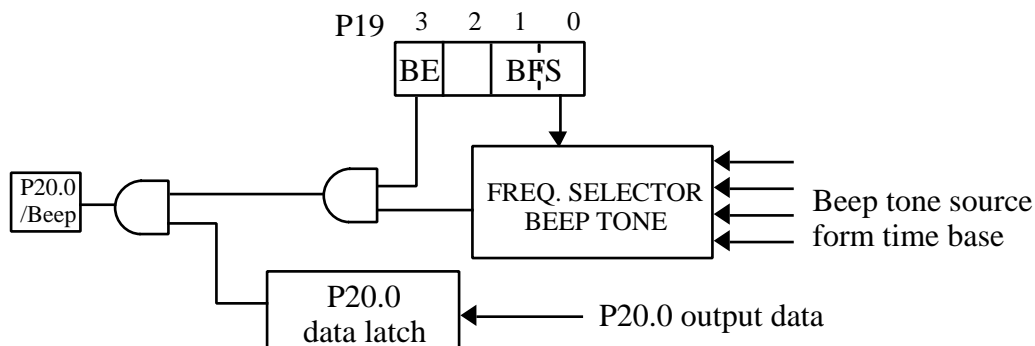 P19 3 2 1 0
BE BFS
P20.0
/Beep
FREQ. SELECTOR
BEEP TONE
Beep tone source
form time base
P20.0
data latch
P20.0 output data